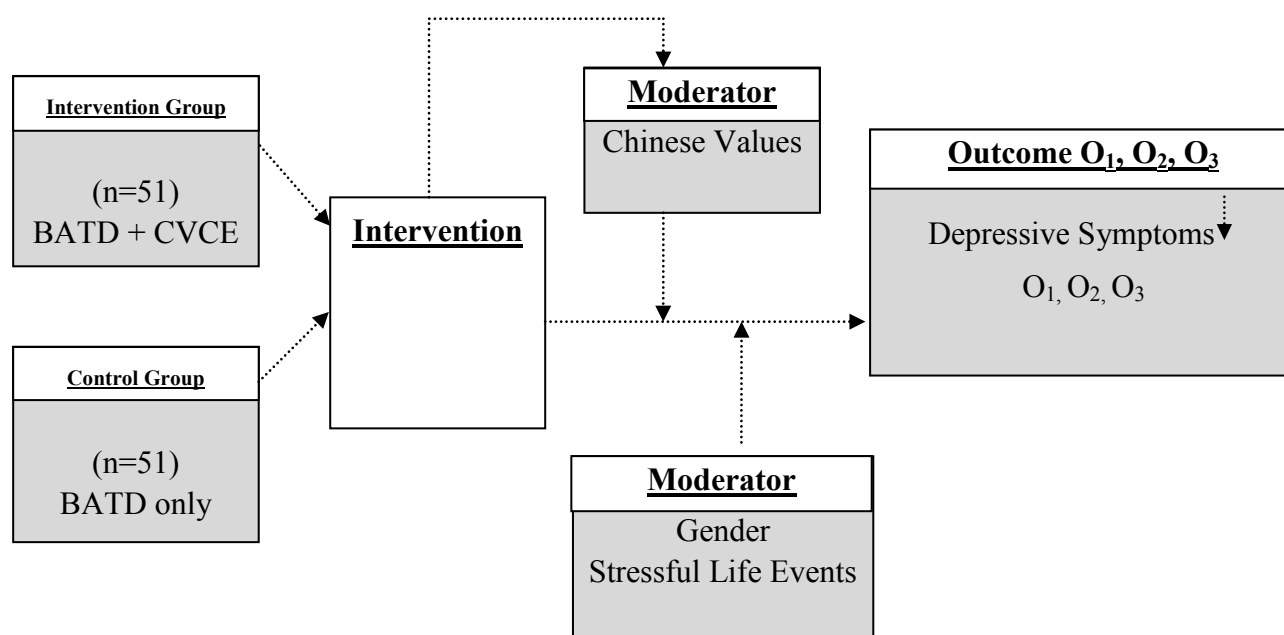 Intervention Group
(n=51)
BATD + CVCE
Control Group
(n=51)
BATD only
Intervention
Moderator
Chinese Values
Moderator
Gender
Stressful Life Events
Outcome O₁, O₂, O₃
Depressive Symptoms
O₁, O₂, O₃